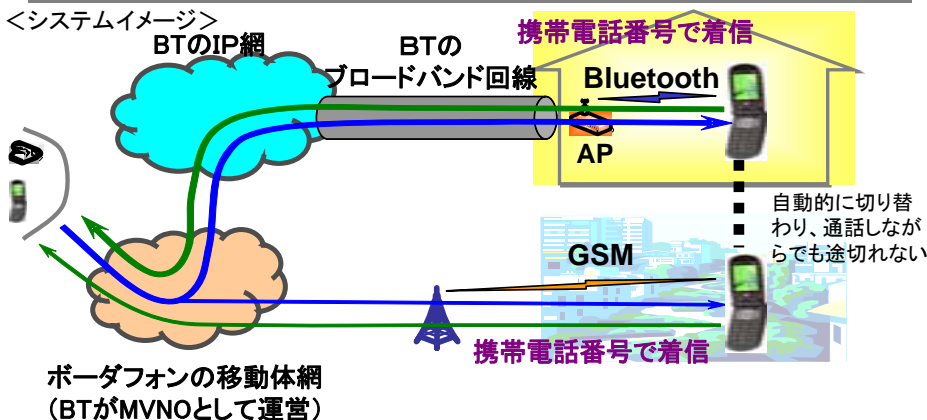 ＜システムイメージ＞
BTのIP網
BTの
ブロードバンド回線
携帯電話番号で着信
Bluetooth
AP
自動的に切り替
わり、通話しなが
らでも途切れない
GSM
携帯電話番号で着信
ボーダフォンの移動体網
（BTがMVNOとして運営）